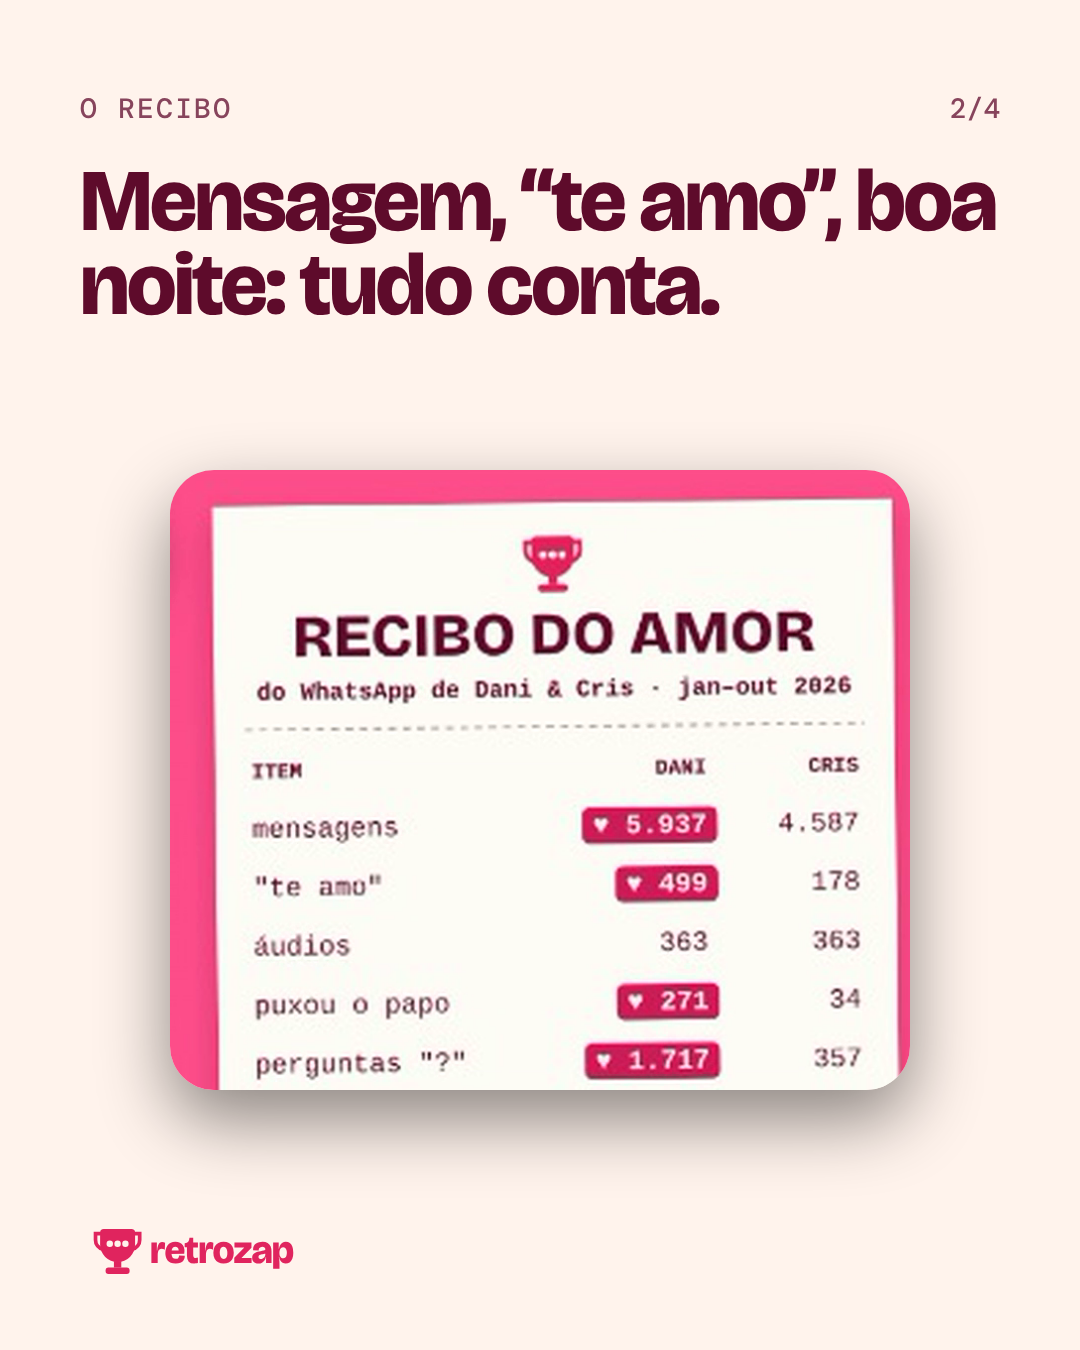 O RECIBO 2/4
Mensagem, “te amo”, boa
noite: tudo conta.
RECIBO DO AMOR
do WhatsApp de Dani & Cris · jan–out 2026
ITEM DANI CRIS
mensagens ♥ 5.937 4.587
"te amo" ♥ 499 178
áudios 363 363
puxou o papo ♥ 271 34
perguntas "?" ♥ 1.717 357
retrozap